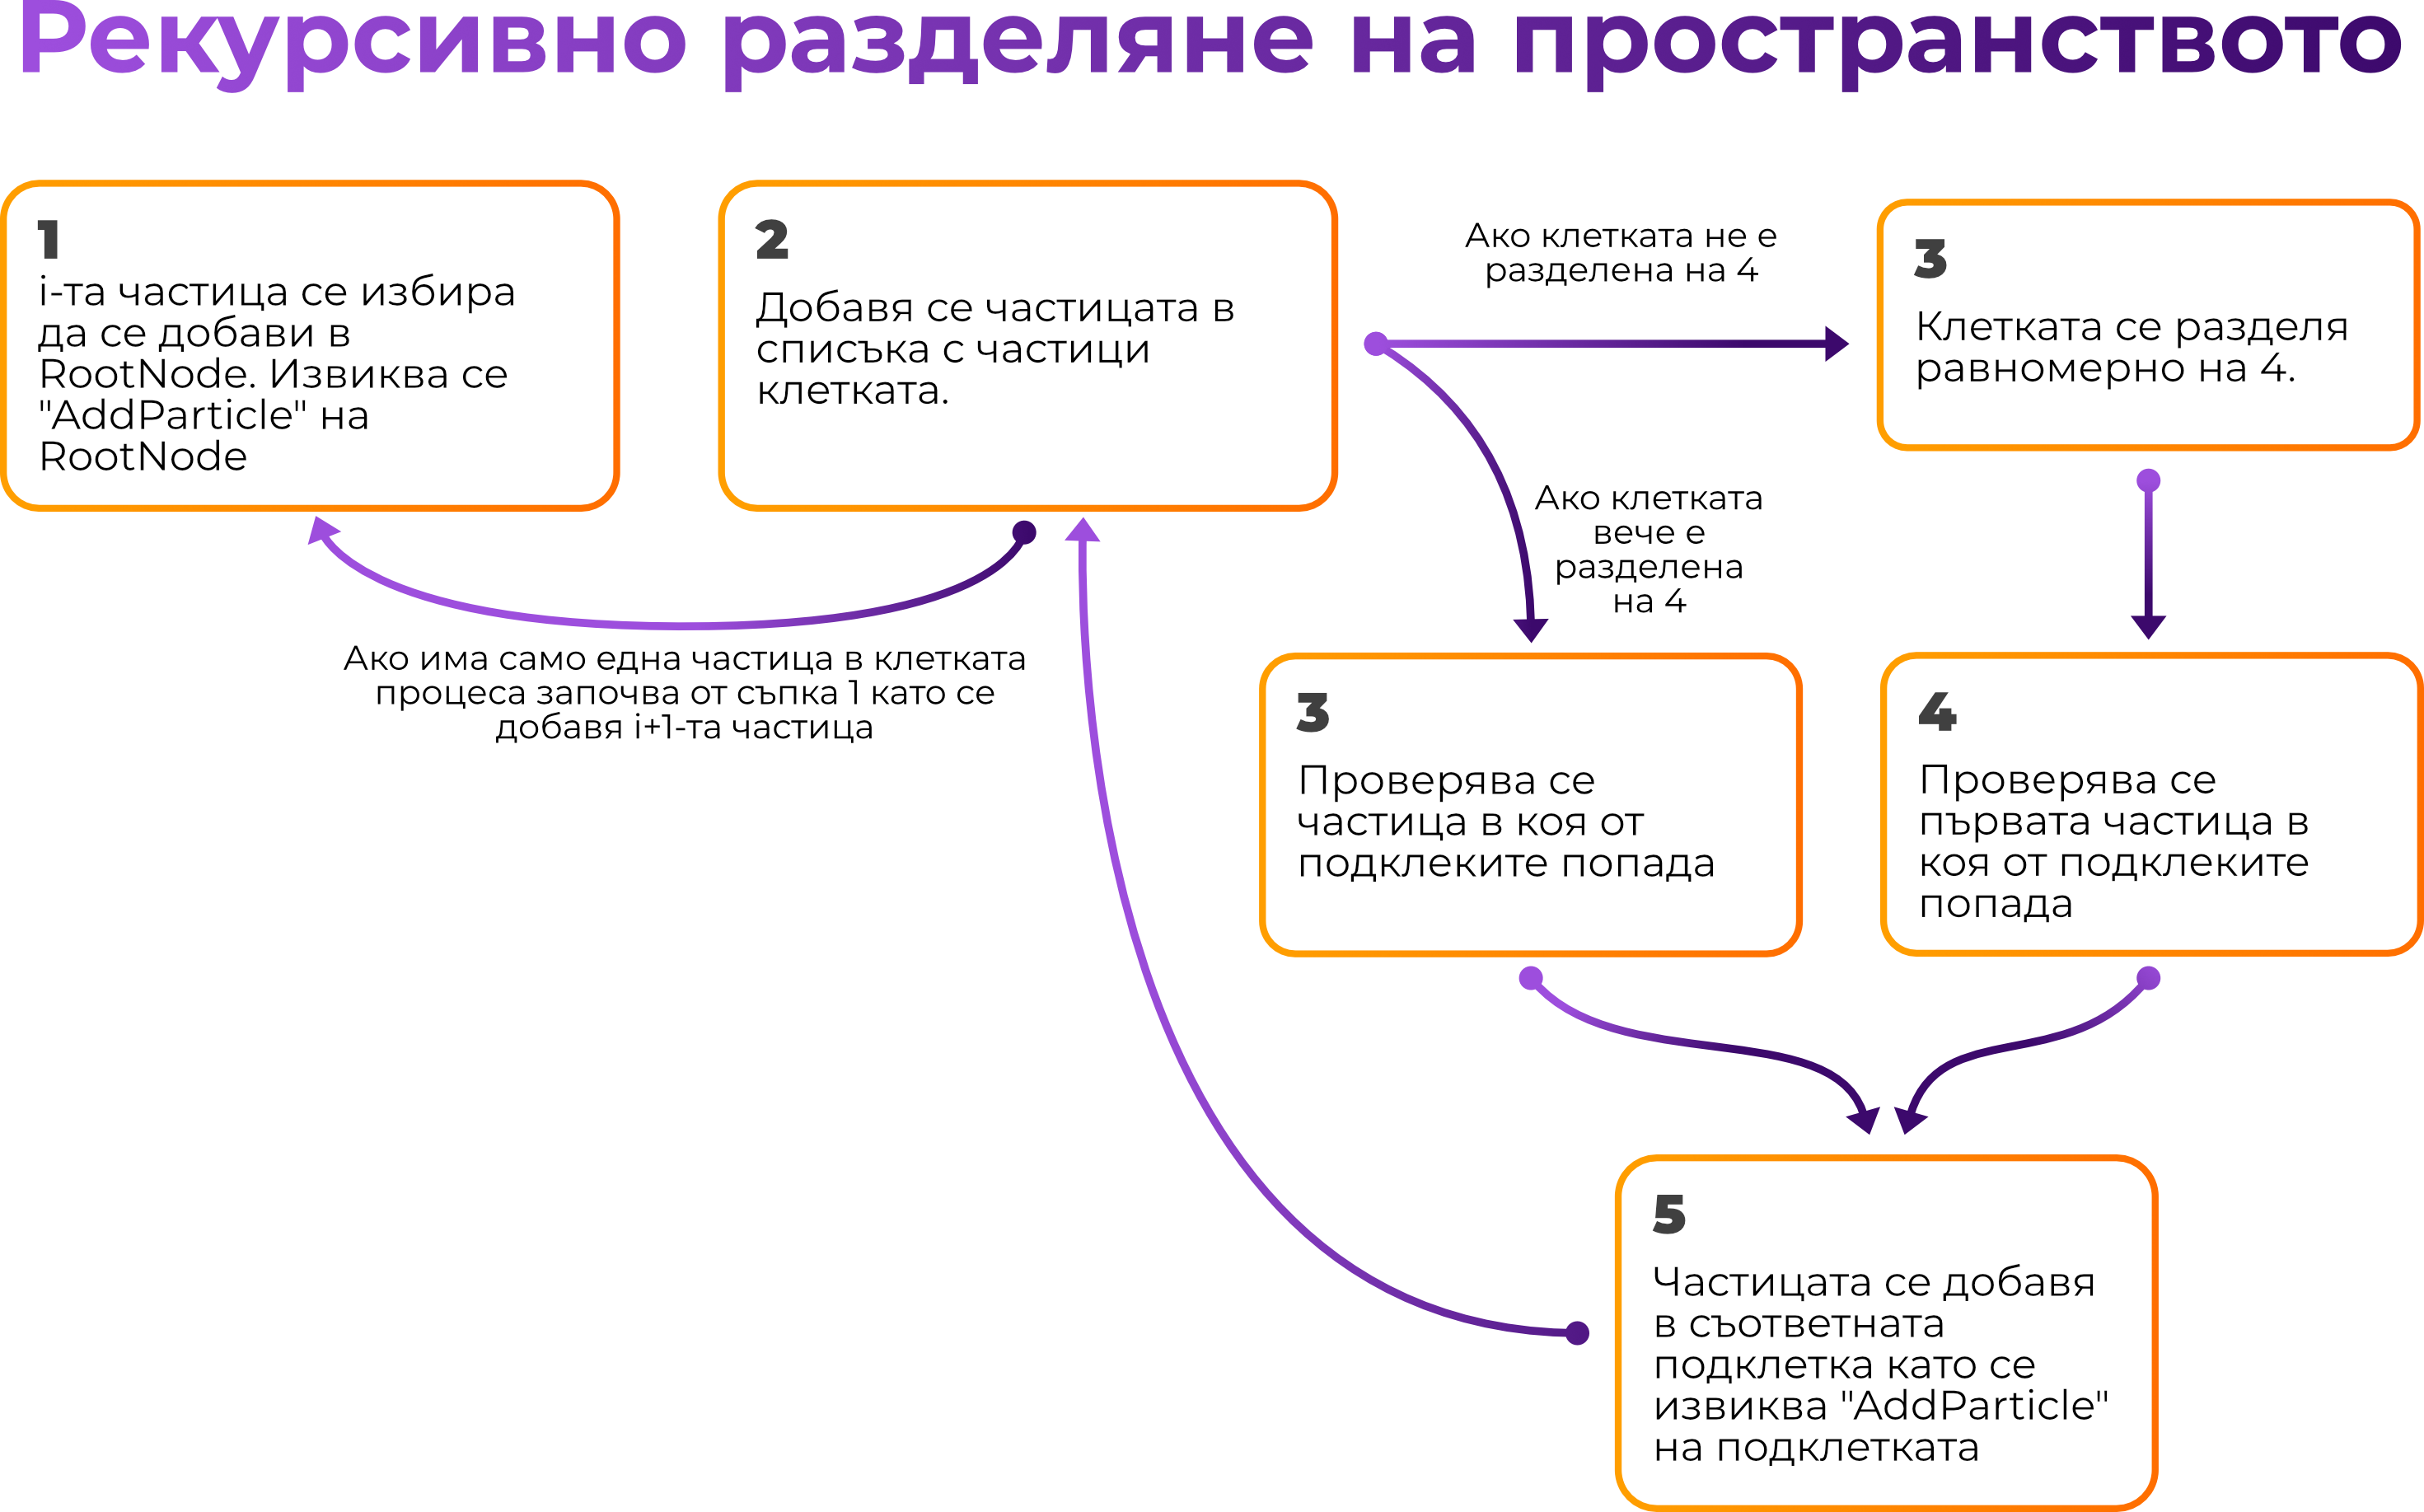 Рекурсивно разделяне на пространството
1
i-та частица се избира
да се добави в
RootNode. Извиква се
"AddParticle" на
RootNode
2
Добавя се частицата в
списъка с частици
клетката.
Ако клетката не е
разделена на 4
3
Клетката се разделя
равномерно на 4.
Ако клетката
вече е
разделена
на 4
Ако има само една частица в клетката
процеса започва от съпка 1 като се
добавя i+1-та частица
3
Проверява се
частица в коя от
подклеките попада
4
Проверява се
първата частица в
коя от подклеките
попада
5
Частицата се добавя
в съответната
подклетка като се
извиква "AddParticle"
на подклетката